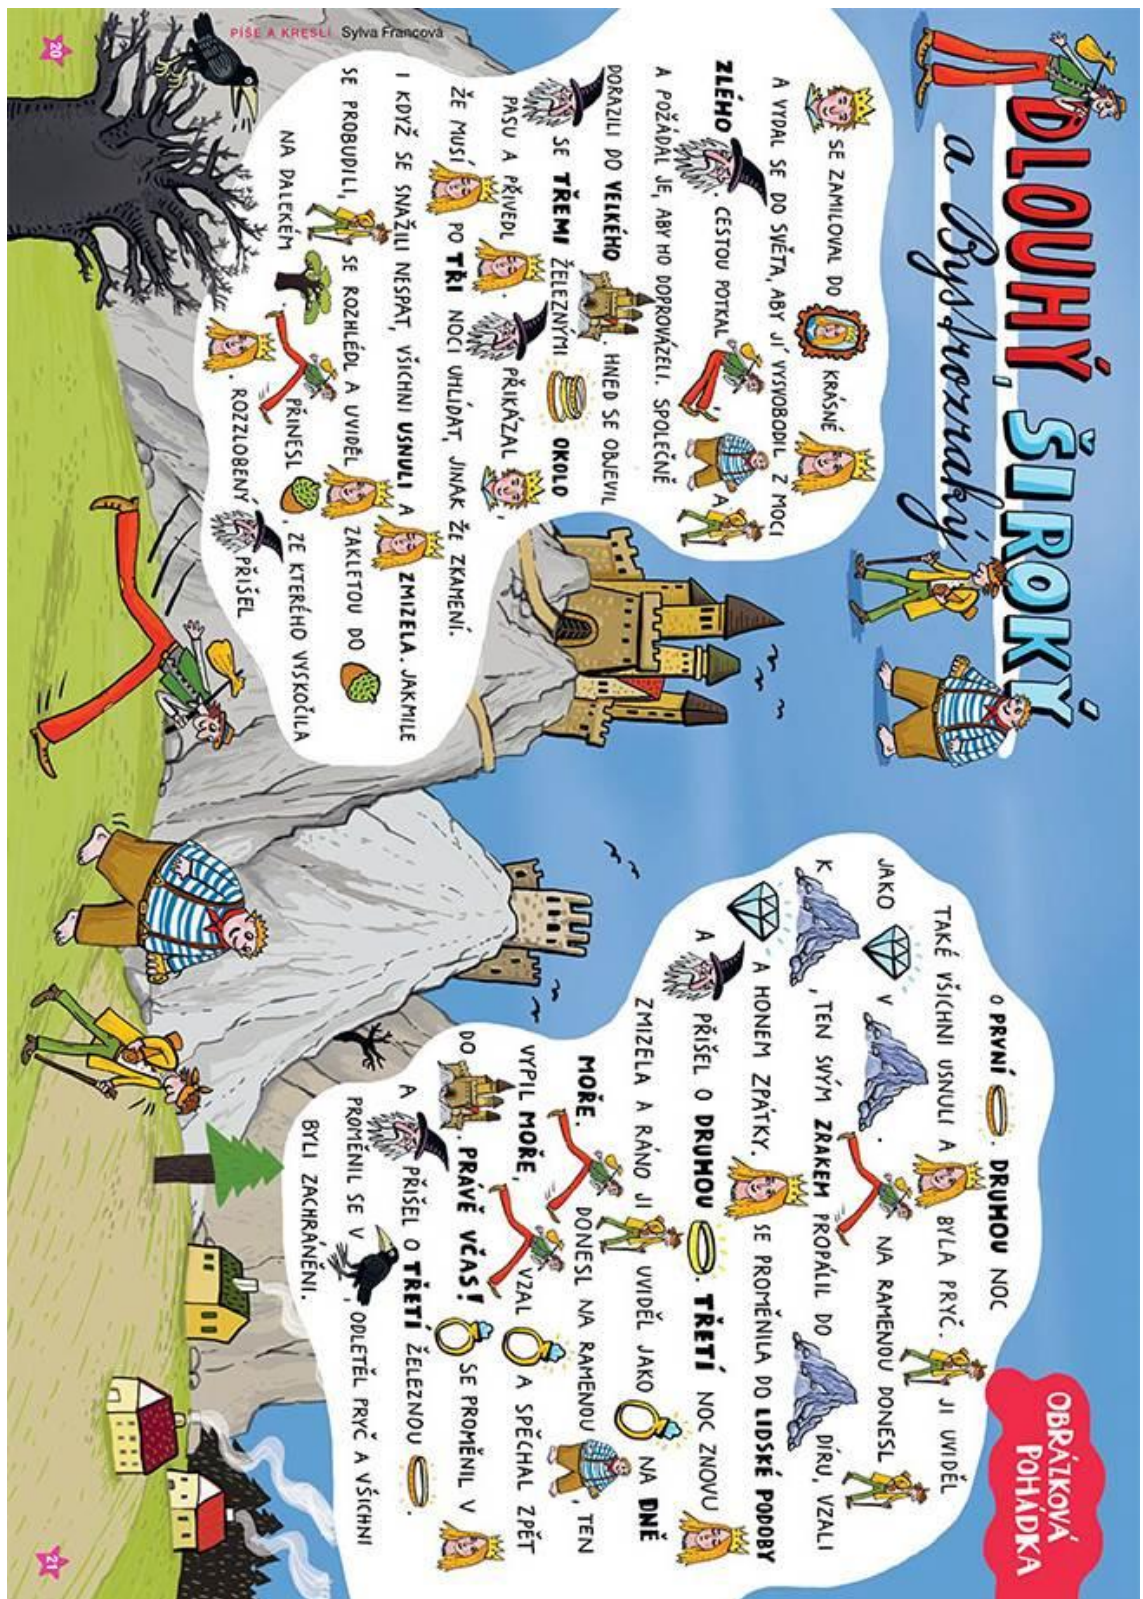 DLOUHÝ, ŠIROKÝ,
a Bystrozraký
OBRÁZKOVÁ
POHÁDKA
SE ZAMILOVAL DO KRÁSNÉ
A VYDAL SE DO SVĚTA, ABY JÍ VYSVOBODIL Z MOCI
ZLÉHO . CESTOU POTKAL , A
A POŽÁDAL JE, ABY HO DOPROVÁZELI. SPOLEČNĚ
DORAZILI DO VELKÉHO . HNED SE OBJEVIL
SE TŘEMI ŽELEZNÝMI OKOLO
PASU A PŘIVEDL . PŘIKÁZAL ,
ŽE MUSÍ PO TŘI NOCI UHLÍDAT, JINAK ŽE ZKAMENÍ.
I KDYŽ SE SNAŽILI NESPAT, VŠICHNI USNULI A ZMIZELA. JAKMILE
SE PROBUDILI, SE ROZHLÉDL A UVIDĚL ZAKLETOU DO
NA DALEKÉM . PŘINESL , ZE KTERÉHO VYSKOČILA
. ROZZLOBENÝ PŘIŠEL
O PRVNÍ . DRUHOU NOC
TAKÉ VŠICHNI USNULI A BYLA PRYČ. JI UVIDĚL
JAKO V . NA RAMENOU DONESL
K , TEN SVÝM ZRAKEM PROPÁLIL DO DÍRU, VZALI
A HONEM ZPÁTKY. SE PROMĚNILA DO LIDSKÉ PODOBY
A PŘIŠEL O DRUHOU . TŘETÍ NOC ZNOVU
ZMIZELA A RÁNO JI UVIDĚL JAKO NA DNĚ
MOŘE. DONESL NA RAMENOU , TEN
VYPIL MOŘE, VZAL A SPĚCHAL ZPĚT
DO . PRÁVĚ VČAS! SE PROMĚNIL V
A PŘIŠEL O TŘETÍ ŽELEZNOU .
PROMĚNIL SE V , ODLETĚL PRYČ A VŠICHNI
BYLI ZACHRÁNĚNI.
PÍŠE A KRESLÍ Sylva Francová
20
21